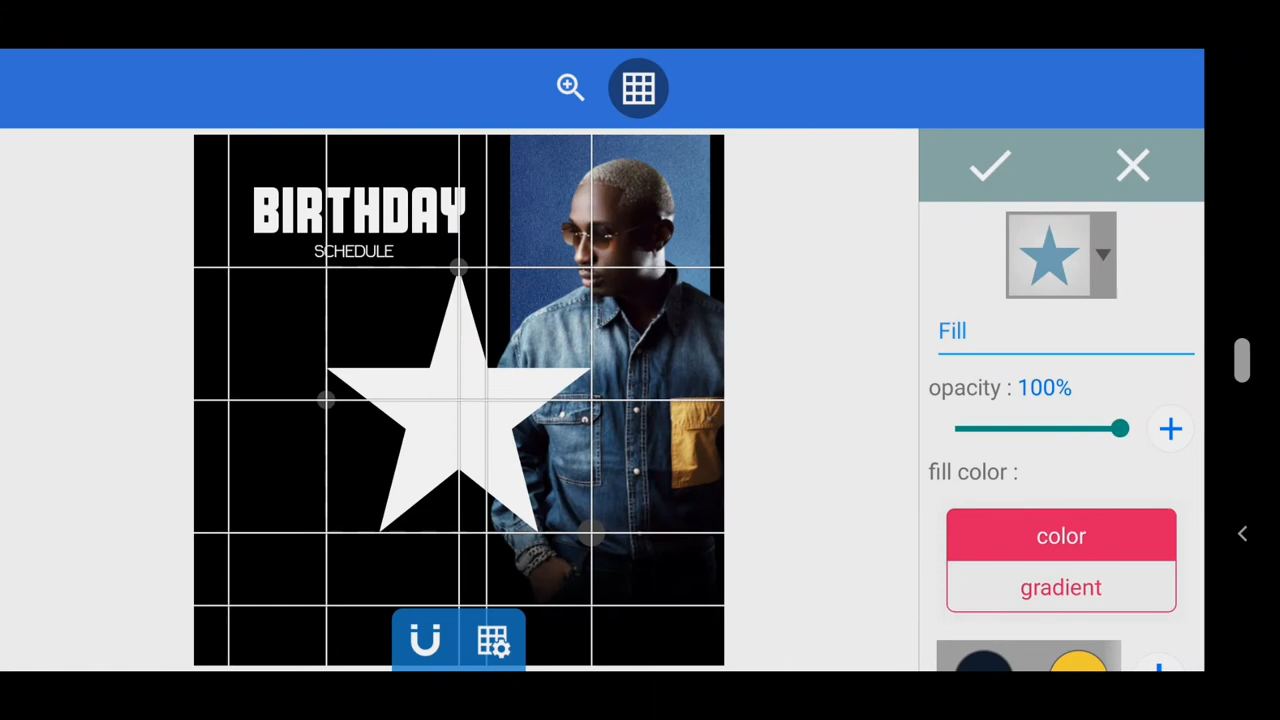 BIRTHDAY
SCHEDULE
Fill
opacity : 100%
fill color :
color
gradient